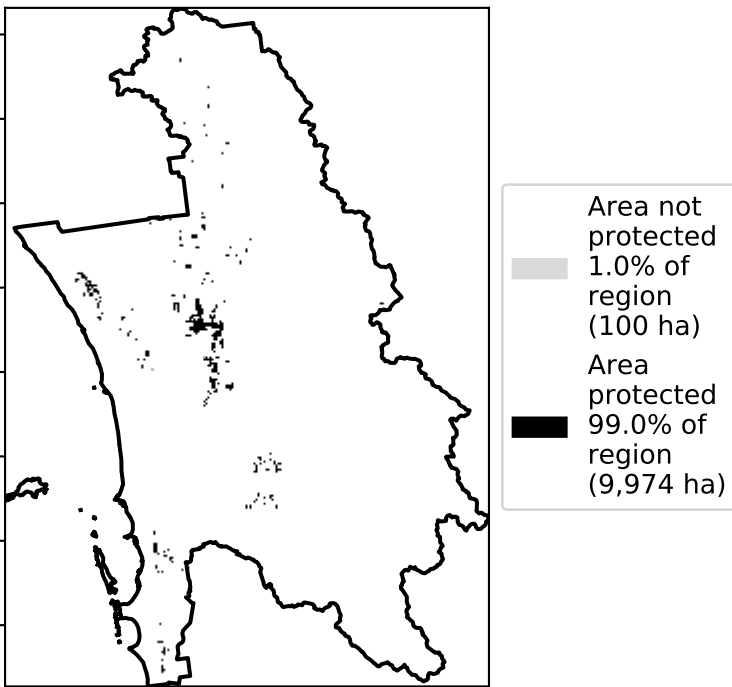 Area not
protected
1.0% of
region
(100 ha)
Area
protected
99.0% of
region
(9,974 ha)